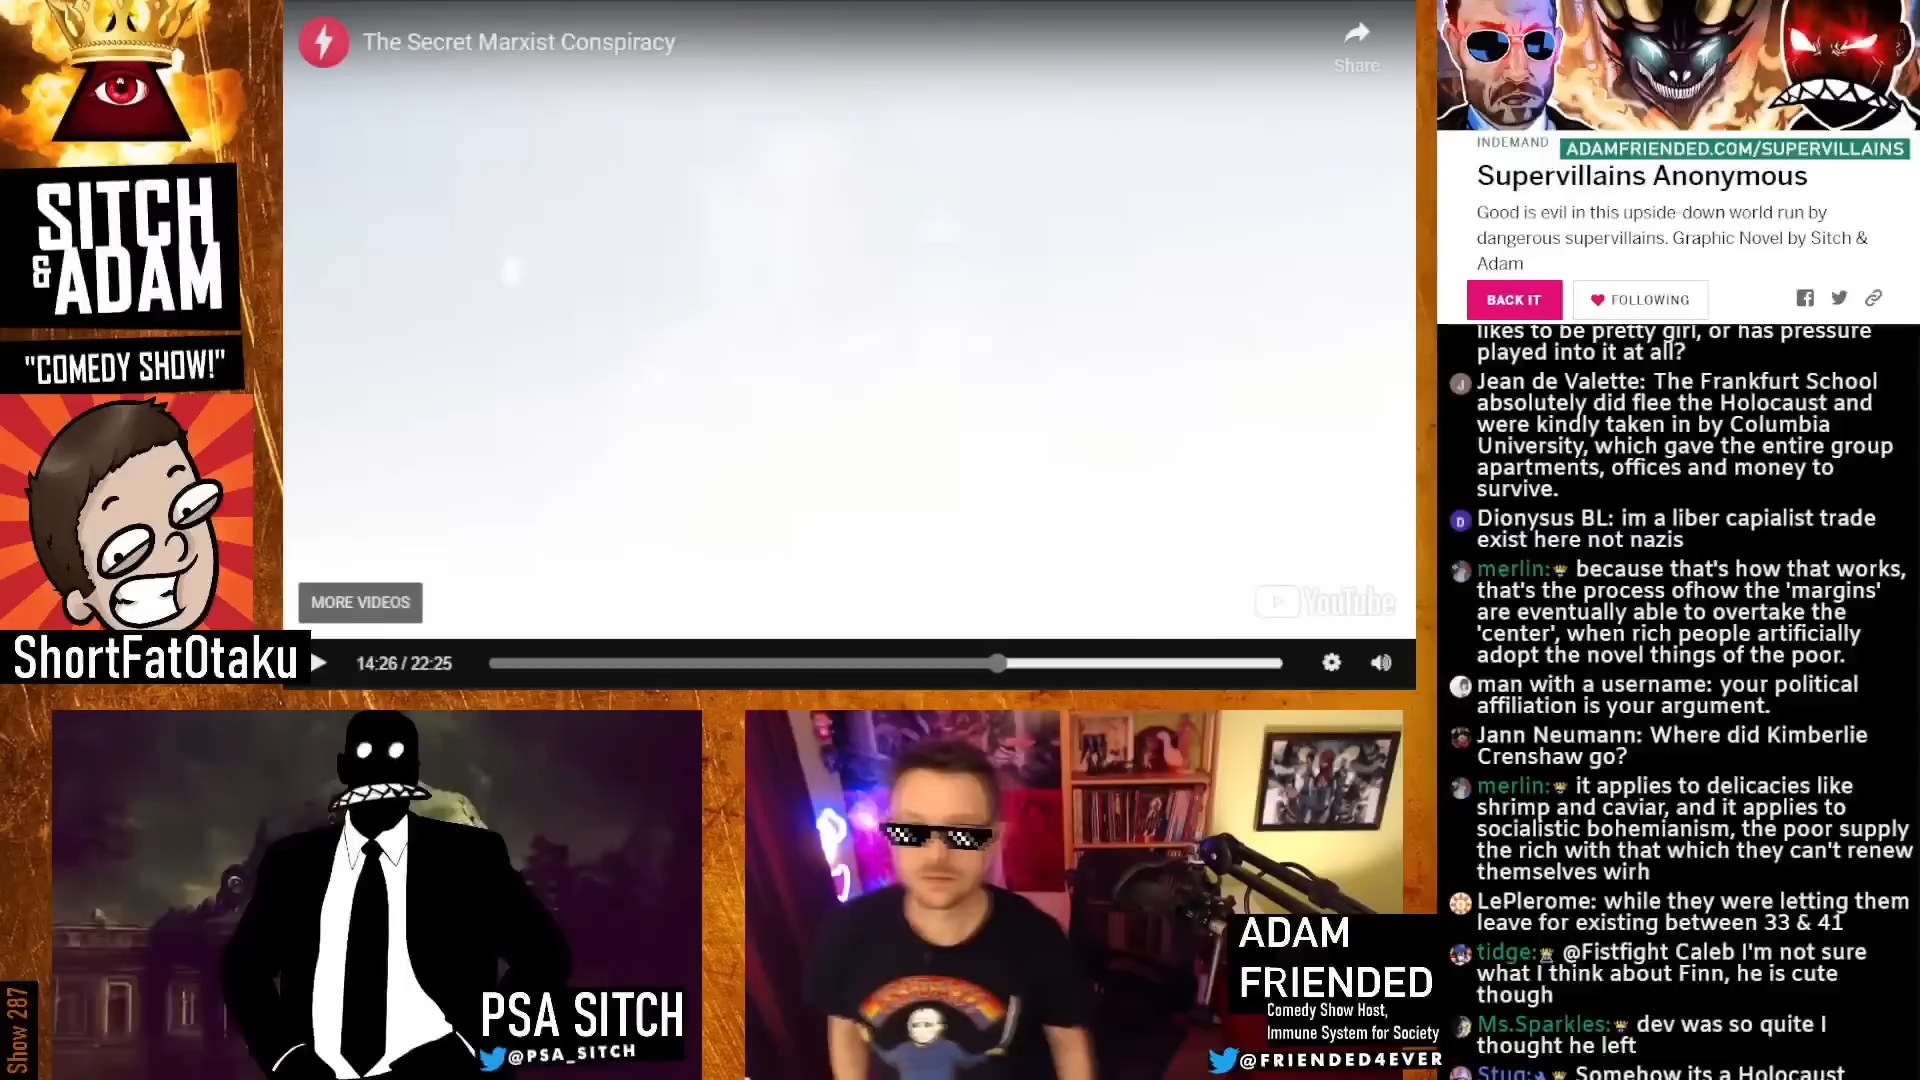 SITCH
& ADAM
"COMEDY SHOW!"
ShortFatOtaku
The Secret Marxist Conspiracy
Share
MORE VIDEOS
YouTube
14:26 / 22:25
Show 287
PSA SITCH
@PSA_SITCH
ADAM
FRIENDED
Comedy Show Host,
Immune System for Society
@FRIENDED4EVER
INDEMAND
ADAMFRIENDED.COM/SUPERVILLAINS
Supervillains Anonymous
Good is evil in this upside-down world run by
dangerous supervillains. Graphic Novel by Sitch &
Adam
BACK IT
FOLLOWING
likes to be pretty girl, or has pressure
played into it at all?
J
Jean de Valette: The Frankfurt School
absolutely did flee the Holocaust and
were kindly taken in by Columbia
University, which gave the entire group
apartments, offices and money to
survive.
D
Dionysus BL: im a liber capialist trade
exist here not nazis
merlin: because that's how that works,
that's the process ofhow the 'margins'
are eventually able to overtake the
'center', when rich people artificially
adopt the novel things of the poor.
man with a username: your political
affiliation is your argument.
Jann Neumann: Where did Kimberlie
Crenshaw go?
merlin: it applies to delicacies like
shrimp and caviar, and it applies to
socialistic bohemianism, the poor supply
the rich with that which they can't renew
themselves wirh
LePlerome: while they were letting them
leave for existing between 33 & 41
tidge: @Fistfight Caleb I'm not sure
what I think about Finn, he is cute
though
Ms.Sparkles: dev was so quite I
thought he left
Stug: Somehow its a Holocaust